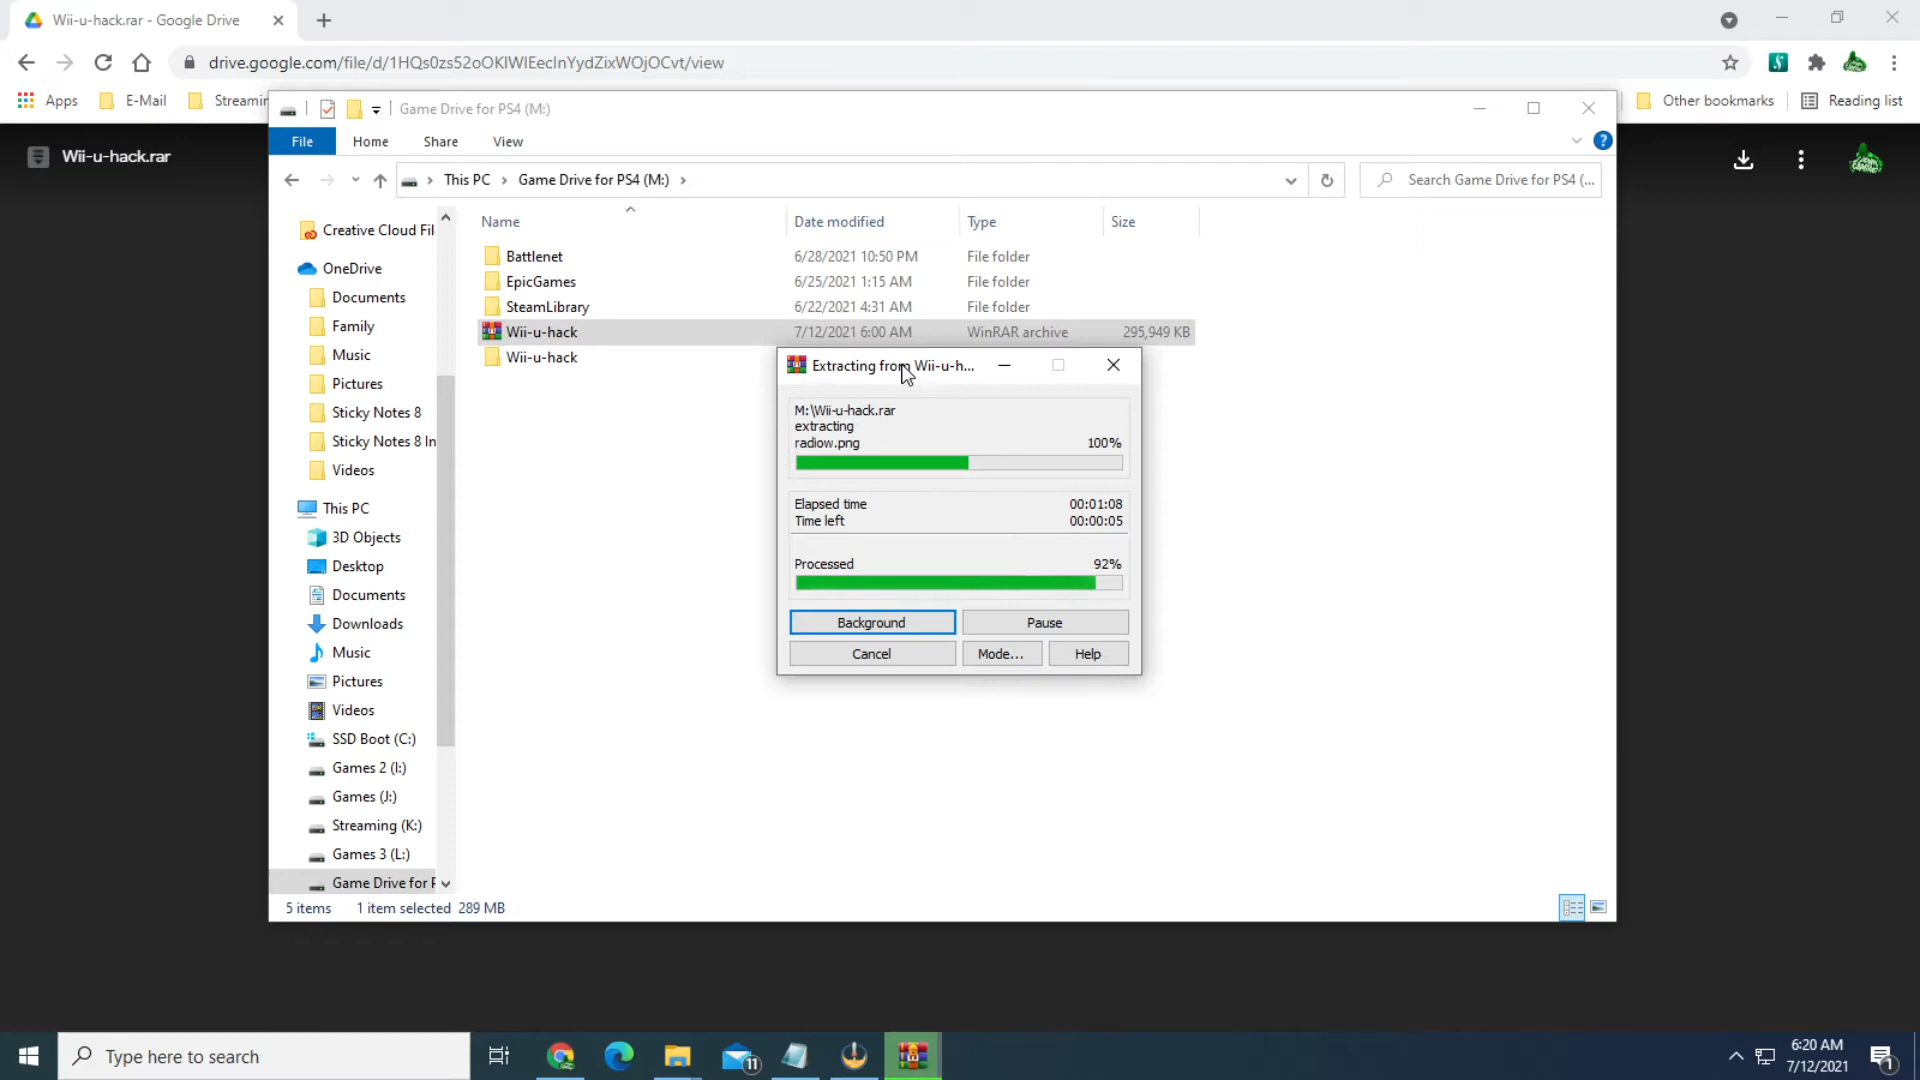 Wii-u-hack.rar - Google Drive
drive.google.com/file/d/1HQs0zs52oOKIWIEecInYydZixWOjOCvt/view
Apps
E-Mail
Streamin
Other bookmarks
Reading list
Wii-u-hack.rar
Game Drive for PS4 (M:)
File
Home
Share
View
This PC
Game Drive for PS4 (M:)
Search Game Drive for PS4 (...
Name
Date modified
Type
Size
Battlenet
6/28/2021 10:50 PM
File folder
EpicGames
6/25/2021 1:15 AM
File folder
SteamLibrary
6/22/2021 4:31 AM
File folder
Wii-u-hack
7/12/2021 6:00 AM
WinRAR archive
295,949 KB
Wii-u-hack
Creative Cloud Fil
OneDrive
Documents
Family
Music
Pictures
Sticky Notes 8
Sticky Notes 8 In
Videos
This PC
3D Objects
Desktop
Documents
Downloads
Music
Pictures
Videos
SSD Boot (C:)
Games 2 (I:)
Games (J:)
Streaming (K:)
Games 3 (L:)
Game Drive for P
Extracting from Wii-u-h...
M:\Wii-u-hack.rar
extracting
radiow.png
100%
Elapsed time
00:01:08
Time left
00:00:05
Processed
92%
Background
Pause
Cancel
Mode...
Help
5 items
1 item selected
289 MB
Type here to search
11
6:20 AM
7/12/2021
1